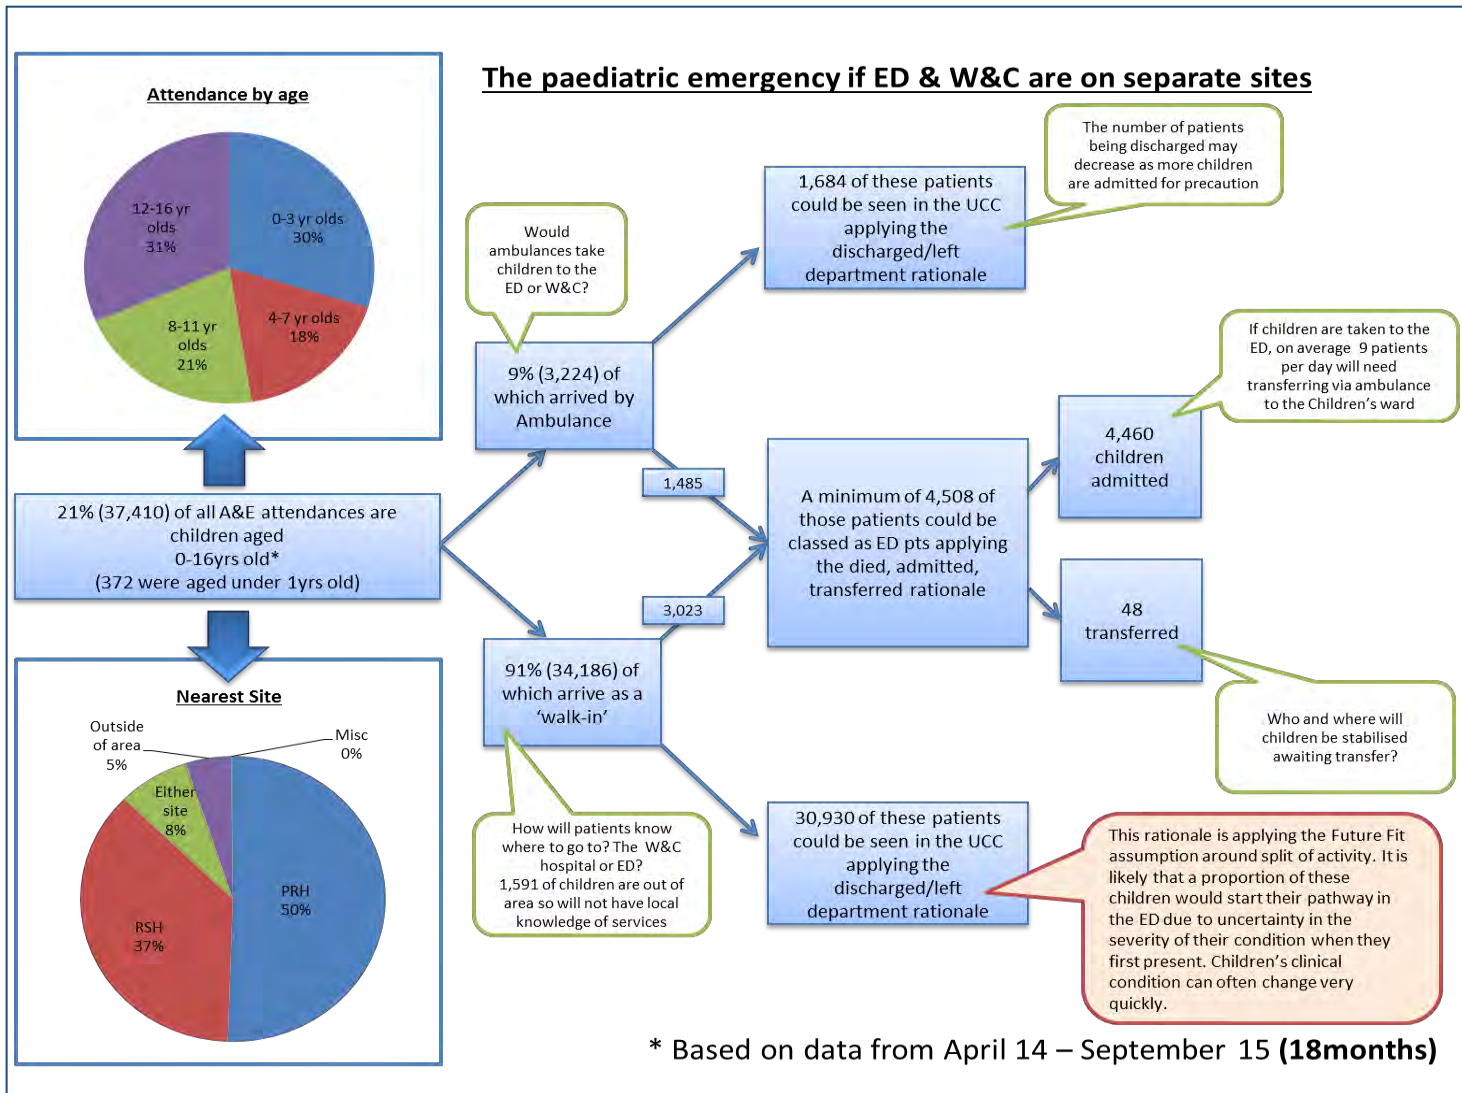 The paediatric emergency if ED & W&C are on separate sites
Attendance by age
12-16 yr
olds
31%
0-3 yr olds
30%
8-11 yr
olds
21%
4-7 yr olds
18%
21% (37,410) of all A&E attendances are
children aged
0-16yrs old*
(372 were aged under 1yrs old)
Nearest Site
Outside
of area
5%
Misc
0%
Either
site
8%
PRH
50%
RSH
37%
Would
ambulances take
children to the
ED or W&C?
9% (3,224) of
which arrived by
Ambulance
1,485
3,023
91% (34,186) of
which arrive as a
‘walk-in’
How will patients know
where to go to? The W&C
hospital or ED?
1,591 of children are out of
area so will not have local
knowledge of services
1,684 of these patients
could be seen in the UCC
applying the
discharged/left
department rationale
The number of patients
being discharged may
decrease as more children
are admitted for precaution
A minimum of 4,508 of
those patients could be
classed as ED pts applying
the died, admitted,
transferred rationale
If children are taken to the
ED, on average 9 patients
per day will need
transferring via ambulance
to the Children’s ward
4,460
children
admitted
48
transferred
Who and where will
children be stabilised
awaiting transfer?
30,930 of these patients
could be seen in the UCC
applying the
discharged/left
department rationale
This rationale is applying the Future Fit
assumption around split of activity. It is
likely that a proportion of these
children would start their pathway in
the ED due to uncertainty in the
severity of their condition when they
first present. Children’s clinical
condition can often change very
quickly.
* Based on data from April 14 – September 15 (18months)